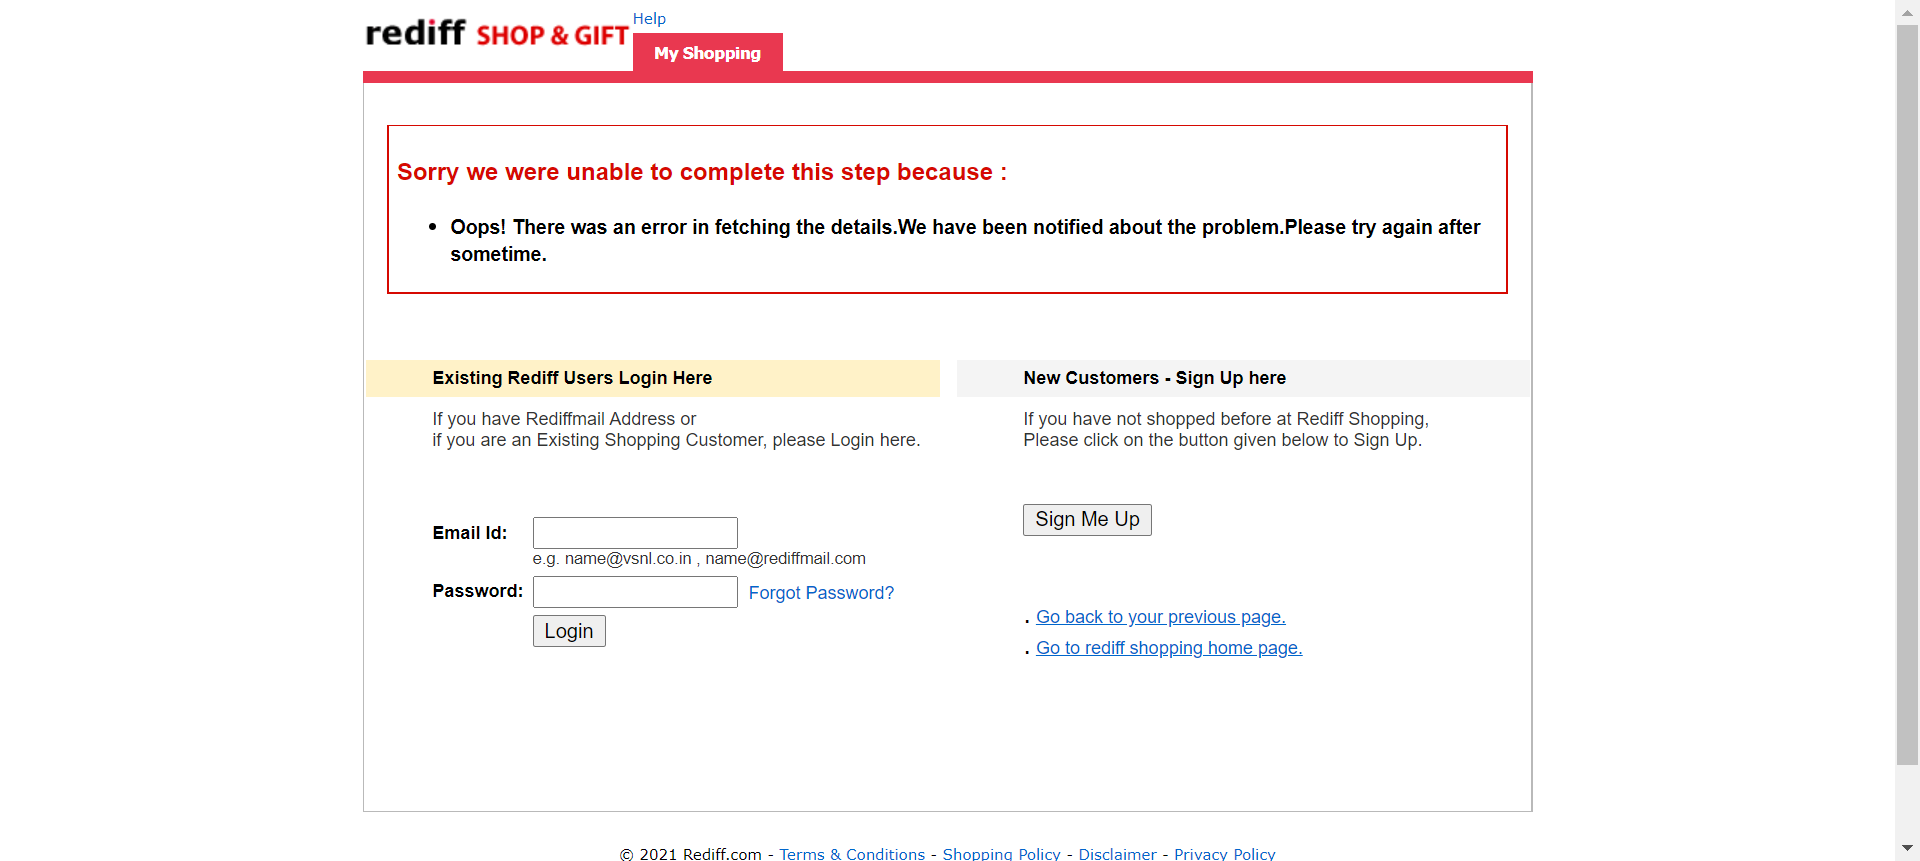 Help
rediff SHOP & GIFT
My Shopping
Sorry we were unable to complete this step because :
• Oops! There was an error in fetching the details.We have been notified about the problem.Please try again after
sometime.
Existing Rediff Users Login Here
If you have Rediffmail Address or
if you are an Existing Shopping Customer, please Login here.
Email Id:
e.g. name@vsnl.co.in , name@rediffmail.com
Password:
Forgot Password?
Login
New Customers - Sign Up here
If you have not shopped before at Rediff Shopping,
Please click on the button given below to Sign Up.
Sign Me Up
. Go back to your previous page.
. Go to rediff shopping home page.
© 2021 Rediff.com - Terms & Conditions - Shopping Policy - Disclaimer - Privacy Policy